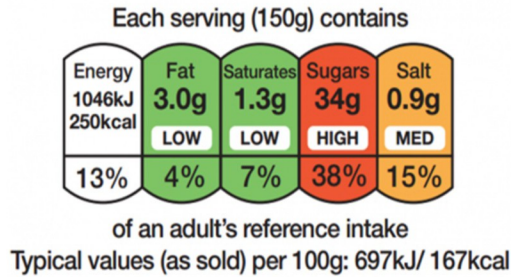 Each serving (150g) contains
Energy Fat Saturates Sugars Salt
1046kJ 3.0g 1.3g 34g 0.9g
250kcal
LOW LOW HIGH MED
13% 4% 7% 38% 15%
of an adult's reference intake
Typical values (as sold) per 100g: 697kJ/ 167kcal